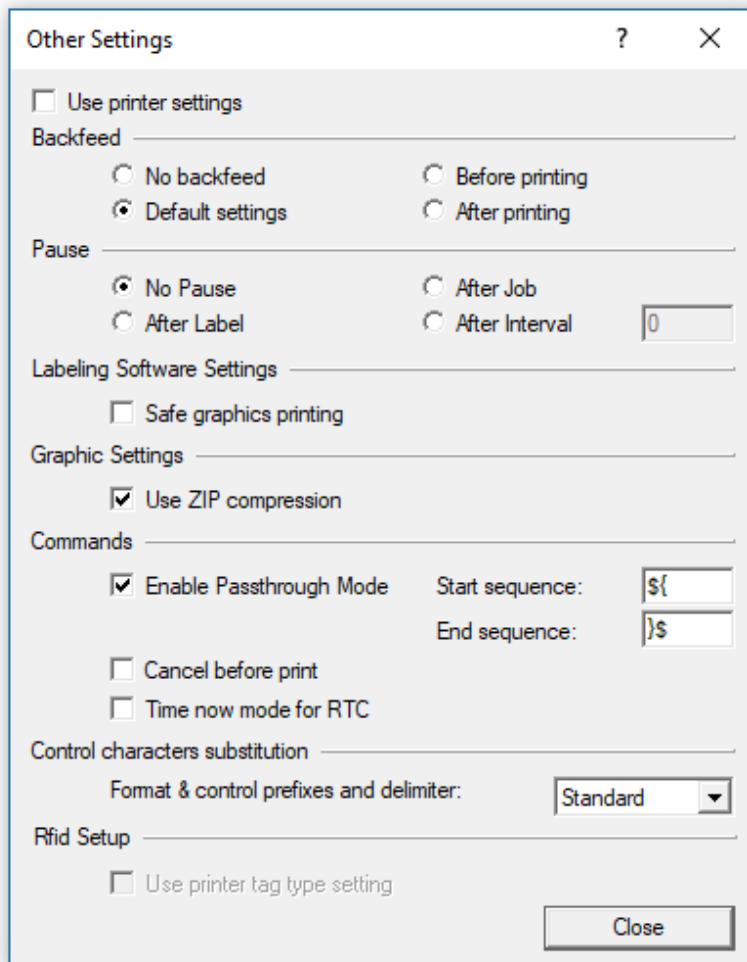 Other Settings
Use printer settings
Backfeed
No backfeed Before printing
Default settings After printing
Pause
No Pause After Job
After Label After Interval 0
Labeling Software Settings
Safe graphics printing
Graphic Settings
Use ZIP compression
Commands
Enable Passthrough Mode Start sequence: ${
End sequence: }$
Cancel before print
Time now mode for RTC
Control characters substitution
Format & control prefixes and delimiter: Standard
Rfid Setup
Use printer tag type setting
Close